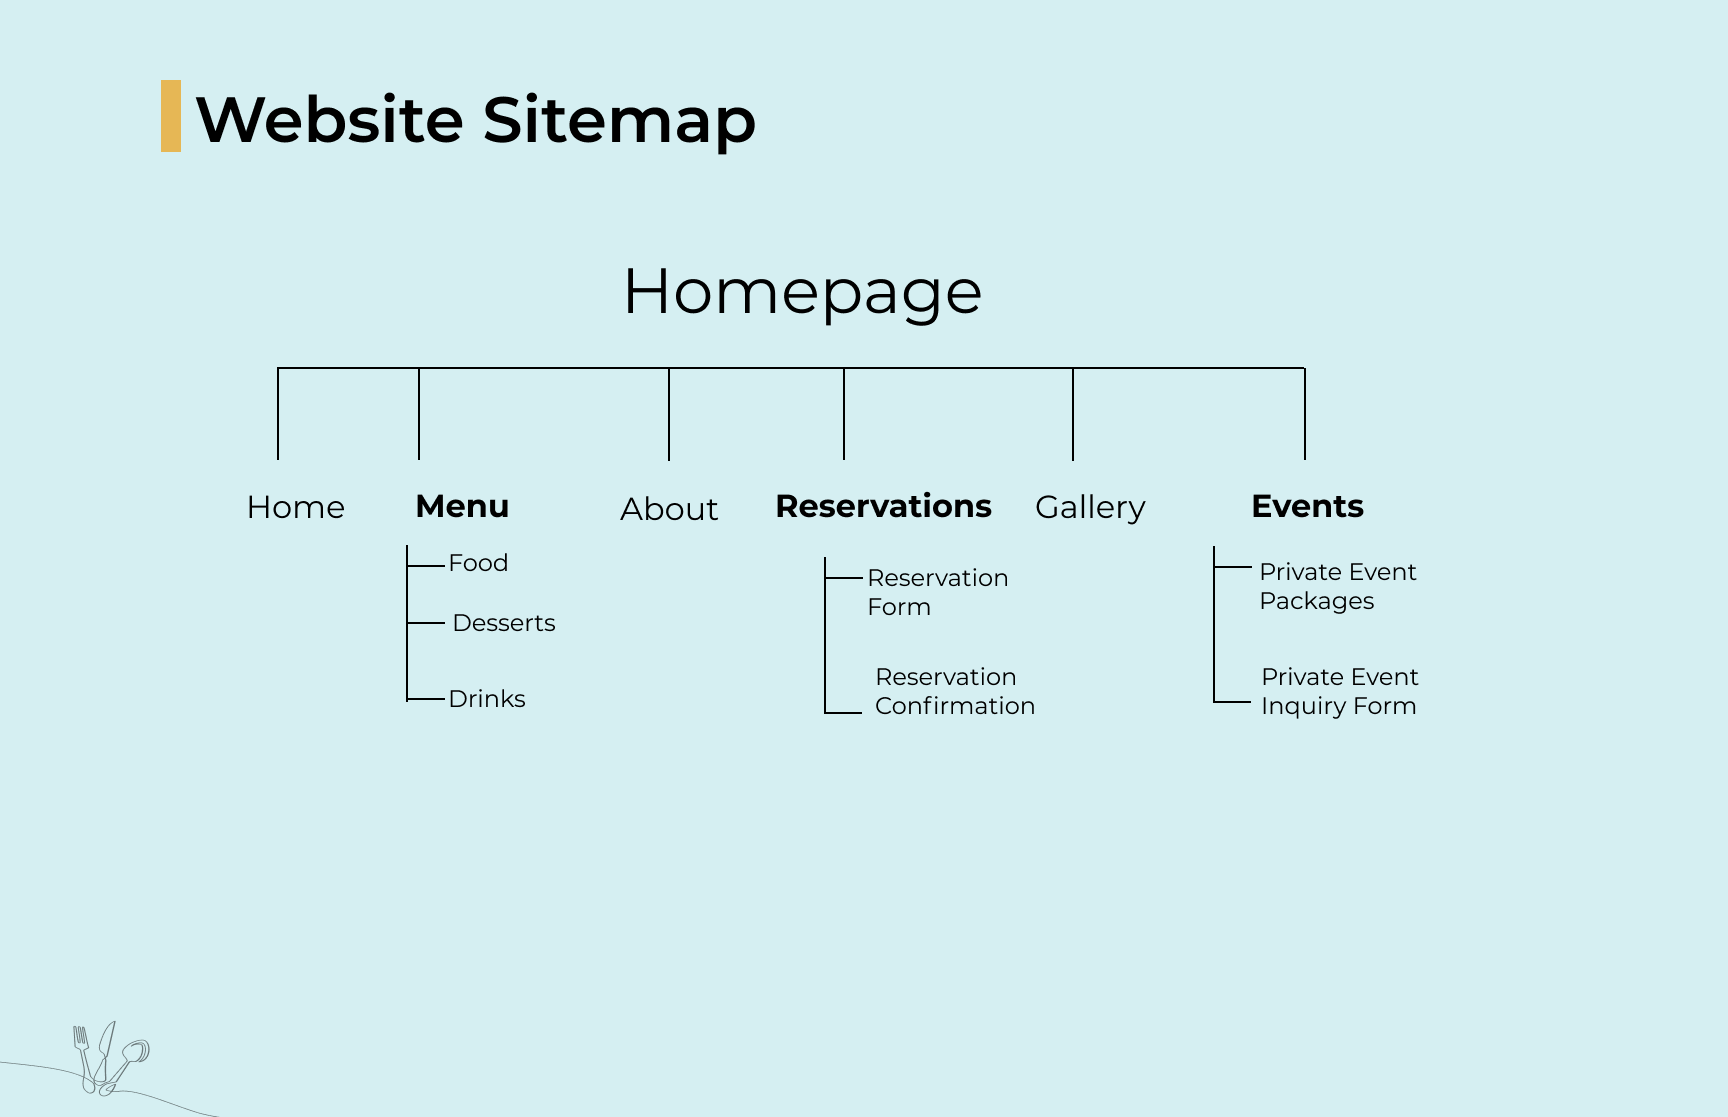 Website Sitemap
Homepage
Home
Menu
About
Reservations
Gallery
Events
Food
Desserts
Drinks
Reservation
Form
Reservation
Confirmation
Private Event
Packages
Private Event
Inquiry Form